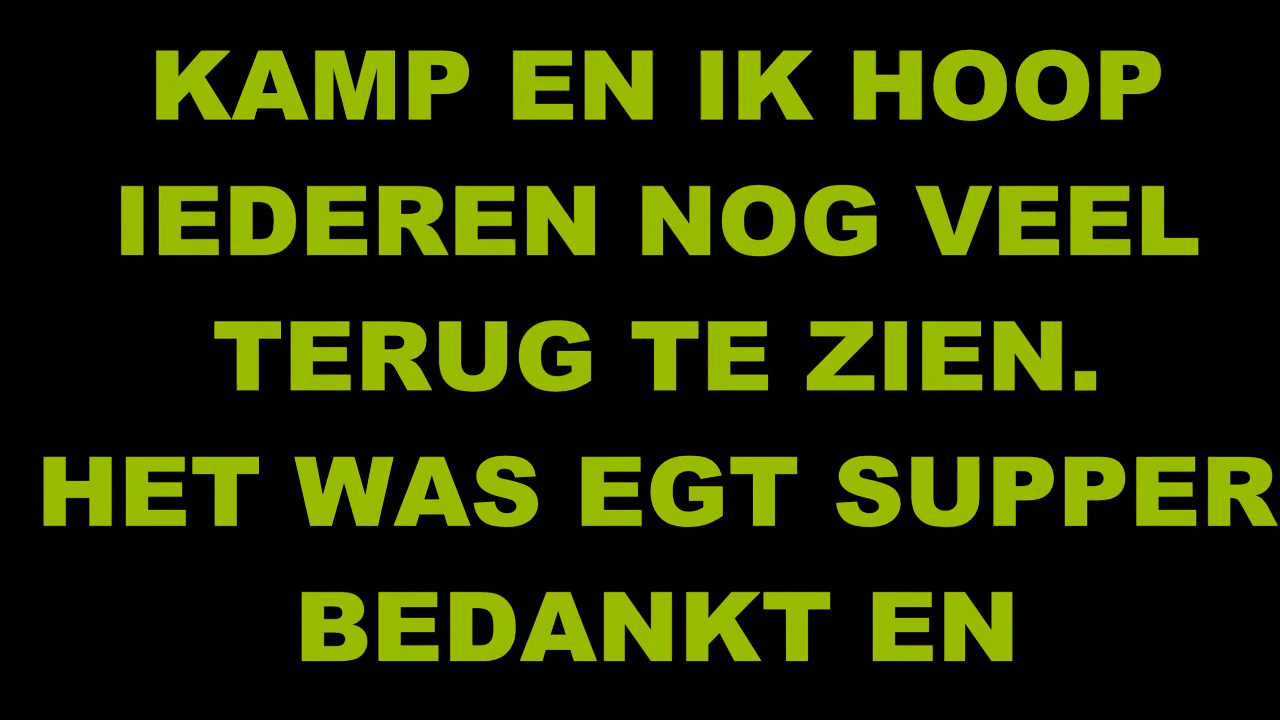 KAMP EN IK HOOP
IEDEREN NOG VEEL
TERUG TE ZIEN.
HET WAS EGT SUPPER
BEDANKT EN